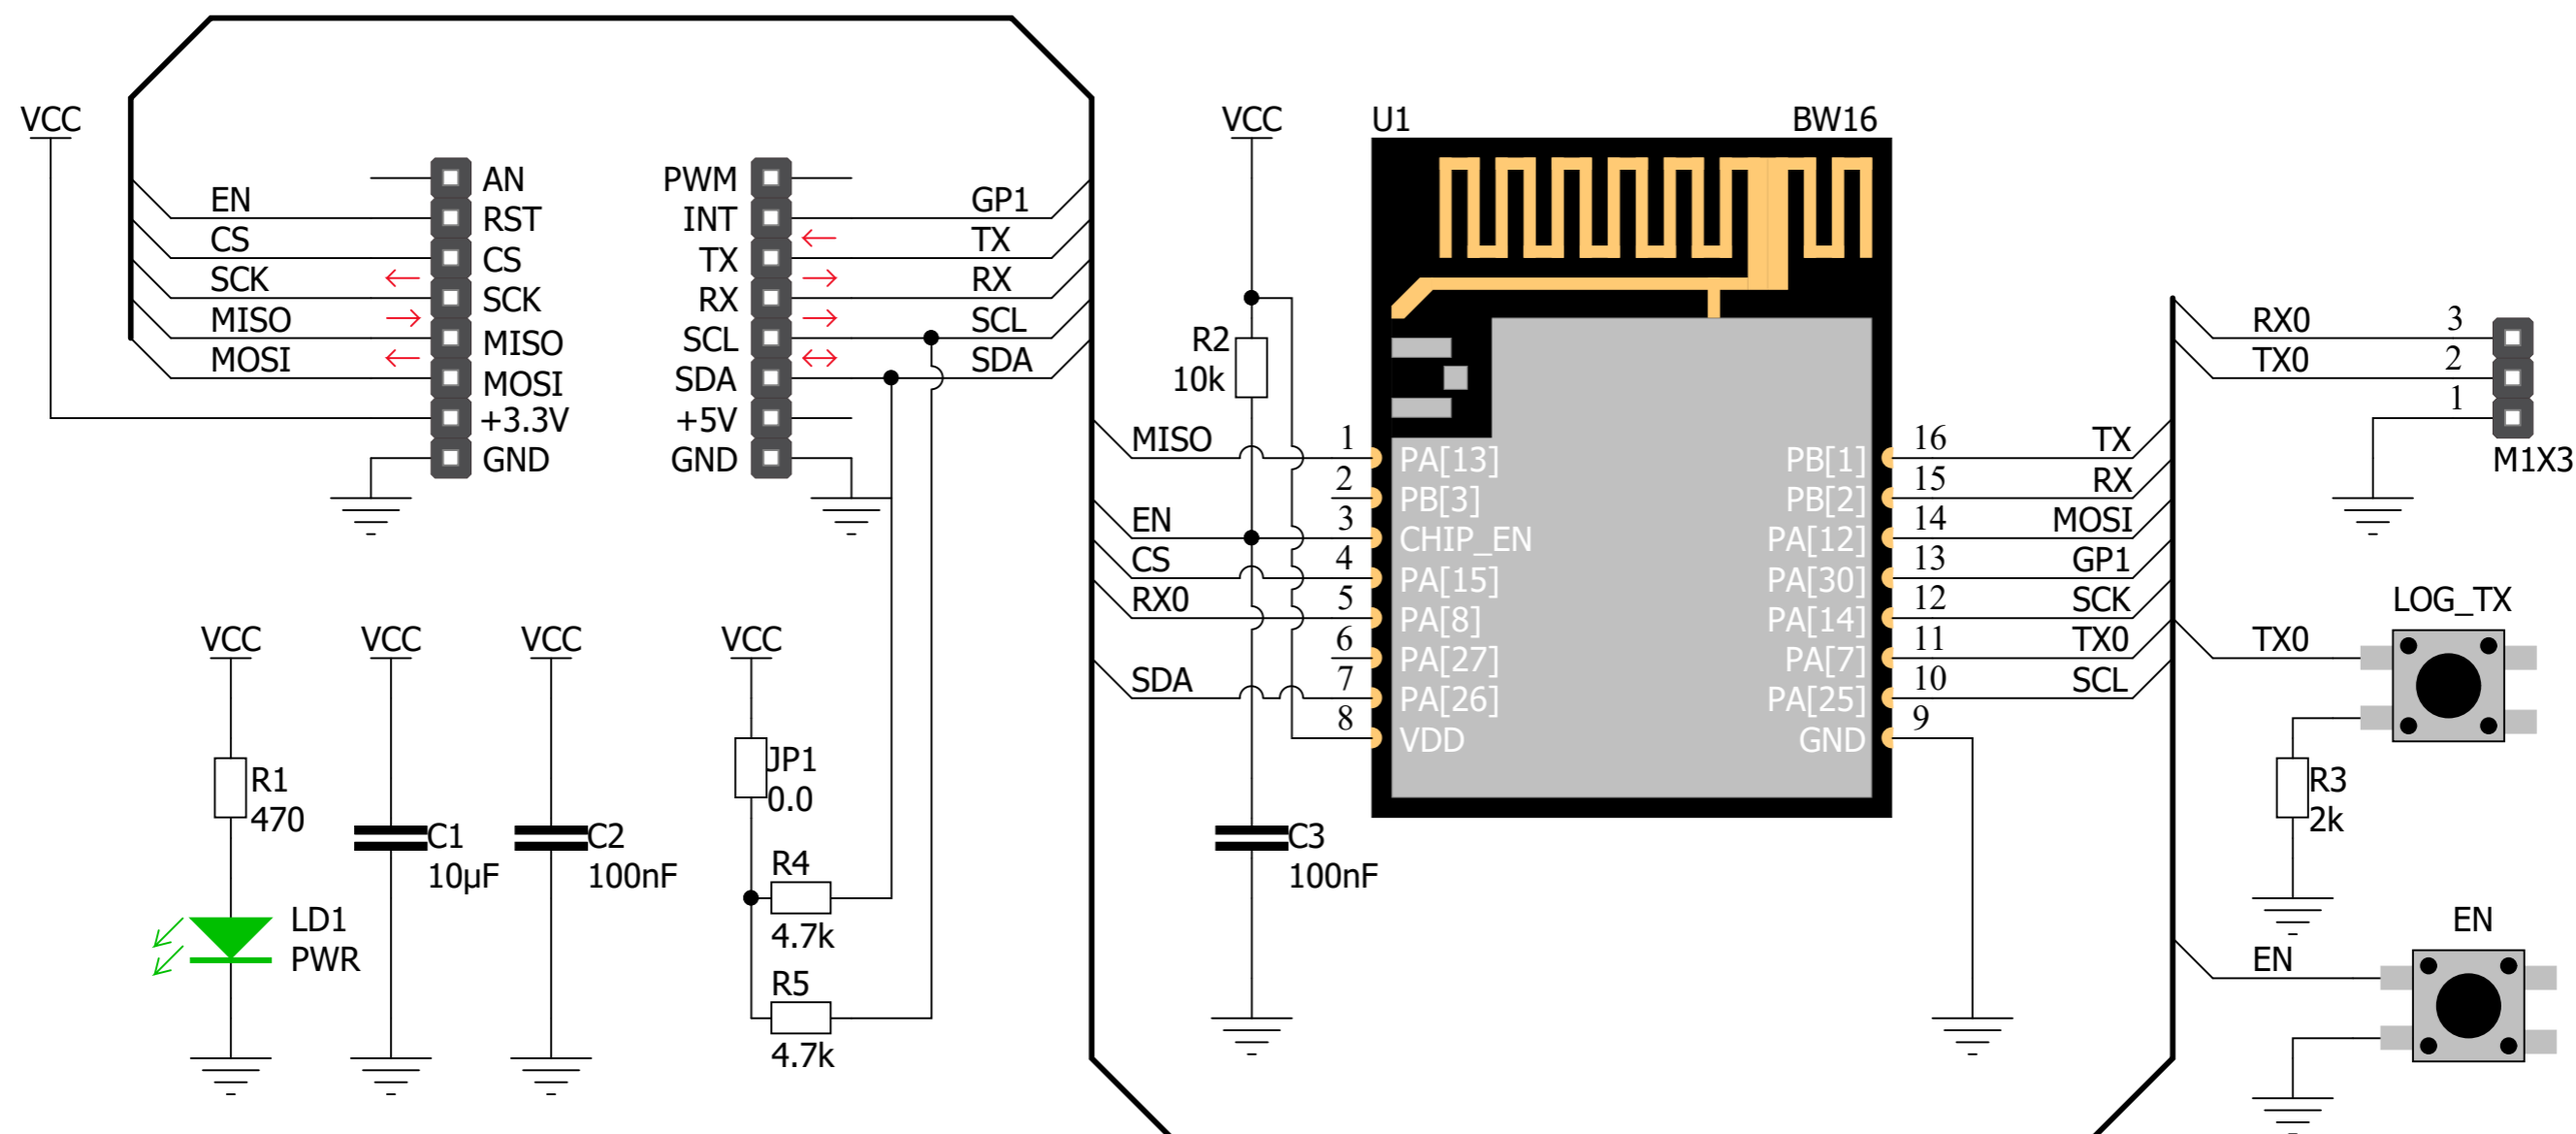 VCC
EN
CS
SCK
MISO
MOSI
AN
RST
CS
SCK
MISO
MOSI
+3.3V
GND
PWM
INT
TX
RX
SCL
SDA
+5V
GND
GP1
TX
RX
SCL
SDA
VCC
R1
470
LD1
PWR
VCC
C1
10µF
VCC
C2
100nF
VCC
JP1
0.0
R4
4.7k
R5
4.7k
VCC
R2
10k
C3
100nF
MISO
EN
CS
RX0
SDA
U1 BW16
1 PA[13]
2 PB[3]
3 CHIP_EN
4 PA[15]
5 PA[8]
6 PA[27]
7 PA[26]
8 VDD
PB[1] 16 TX
PB[2] 15 RX
PA[12] 14 MOSI
PA[30] 13 GP1
PA[14] 12 SCK
PA[7] 11 TX0
PA[25] 10 SCL
GND 9
RX0 3
TX0 2
1
M1X3
LOG_TX
TX0
R3
2k
EN
EN